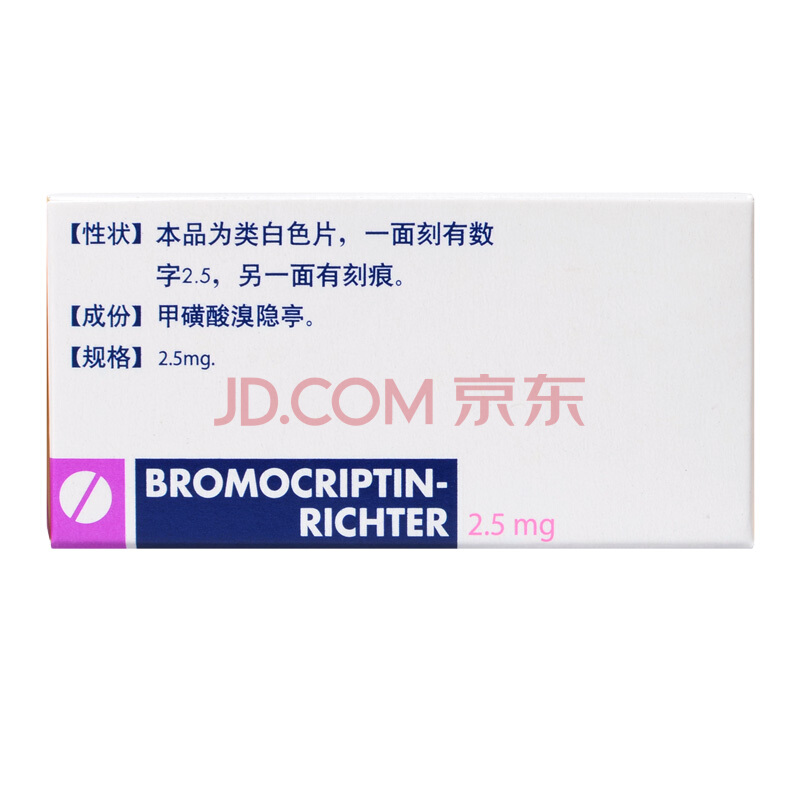 【性状】本品为类白色片，一面刻有数
字2.5，另一面有刻痕。
【成份】甲磺酸溴隐亭。
【规格】2.5mg.
JD.COM 京东
BROMOCRIPTIN-
RICHTER 2.5 mg